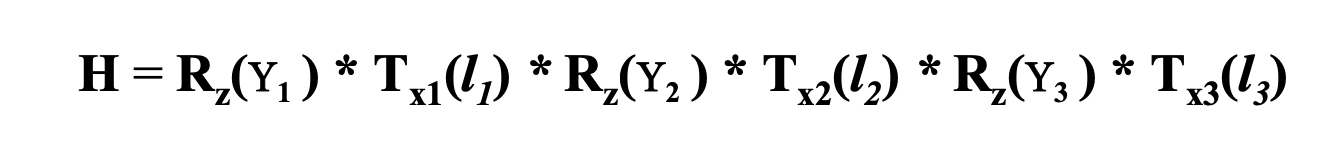 H = R_z(Υ_1 ) * T_x1(l_1) * R_z(Υ_2 ) * T_x2(l_2) * R_z(Υ_3 ) * T_x3(l_3)